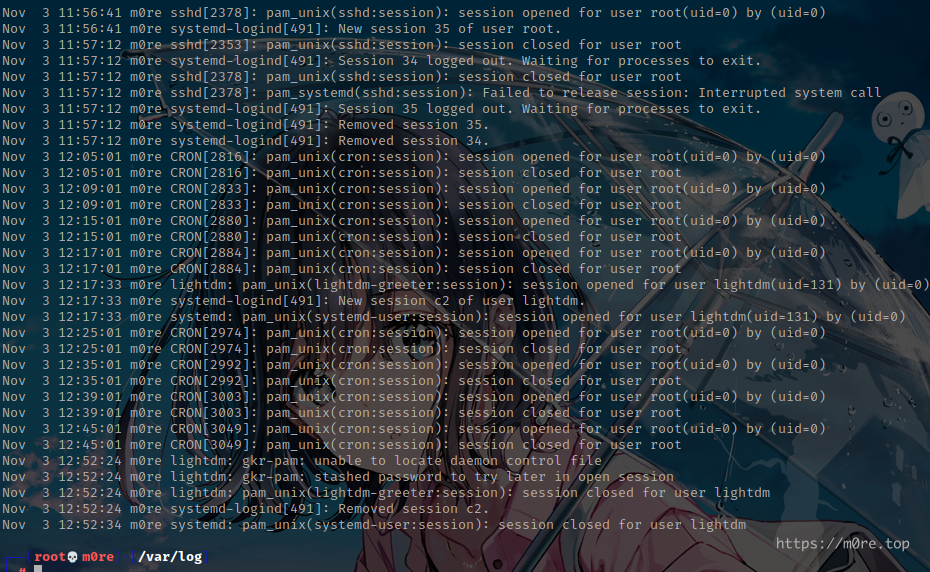 Nov  3 11:56:41 m0re sshd[2378]: pam_unix(sshd:session): session opened for user root(uid=0) by (uid=0)
Nov  3 11:56:41 m0re systemd-logind[491]: New session 35 of user root.
Nov  3 11:57:12 m0re sshd[2353]: pam_unix(sshd:session): session closed for user root
Nov  3 11:57:12 m0re systemd-logind[491]: Session 34 logged out. Waiting for processes to exit.
Nov  3 11:57:12 m0re sshd[2378]: pam_unix(sshd:session): session closed for user root
Nov  3 11:57:12 m0re sshd[2378]: pam_systemd(sshd:session): Failed to release session: Interrupted system call
Nov  3 11:57:12 m0re systemd-logind[491]: Session 35 logged out. Waiting for processes to exit.
Nov  3 11:57:12 m0re systemd-logind[491]: Removed session 35.
Nov  3 11:57:12 m0re systemd-logind[491]: Removed session 34.
Nov  3 12:05:01 m0re CRON[2816]: pam_unix(cron:session): session opened for user root(uid=0) by (uid=0)
Nov  3 12:05:01 m0re CRON[2816]: pam_unix(cron:session): session closed for user root
Nov  3 12:09:01 m0re CRON[2833]: pam_unix(cron:session): session opened for user root(uid=0) by (uid=0)
Nov  3 12:09:01 m0re CRON[2833]: pam_unix(cron:session): session closed for user root
Nov  3 12:15:01 m0re CRON[2880]: pam_unix(cron:session): session opened for user root(uid=0) by (uid=0)
Nov  3 12:15:01 m0re CRON[2880]: pam_unix(cron:session): session closed for user root
Nov  3 12:17:01 m0re CRON[2884]: pam_unix(cron:session): session opened for user root(uid=0) by (uid=0)
Nov  3 12:17:01 m0re CRON[2884]: pam_unix(cron:session): session closed for user root
Nov  3 12:17:33 m0re lightdm: pam_unix(lightdm-greeter:session): session opened for user lightdm(uid=131) by (uid=0)
Nov  3 12:17:33 m0re systemd-logind[491]: New session c2 of user lightdm.
Nov  3 12:17:33 m0re systemd: pam_unix(systemd-user:session): session opened for user lightdm(uid=131) by (uid=0)
Nov  3 12:25:01 m0re CRON[2974]: pam_unix(cron:session): session opened for user root(uid=0) by (uid=0)
Nov  3 12:25:01 m0re CRON[2974]: pam_unix(cron:session): session closed for user root
Nov  3 12:35:01 m0re CRON[2992]: pam_unix(cron:session): session opened for user root(uid=0) by (uid=0)
Nov  3 12:35:01 m0re CRON[2992]: pam_unix(cron:session): session closed for user root
Nov  3 12:39:01 m0re CRON[3003]: pam_unix(cron:session): session opened for user root(uid=0) by (uid=0)
Nov  3 12:39:01 m0re CRON[3003]: pam_unix(cron:session): session closed for user root
Nov  3 12:45:01 m0re CRON[3049]: pam_unix(cron:session): session opened for user root(uid=0) by (uid=0)
Nov  3 12:45:01 m0re CRON[3049]: pam_unix(cron:session): session closed for user root
Nov  3 12:52:24 m0re lightdm: gkr-pam: unable to locate daemon control file
Nov  3 12:52:24 m0re lightdm: gkr-pam: stashed password to try later in open session
Nov  3 12:52:24 m0re lightdm: pam_unix(lightdm-greeter:session): session closed for user lightdm
Nov  3 12:52:24 m0re systemd-logind[491]: Removed session c2.
Nov  3 12:52:34 m0re systemd: pam_unix(systemd-user:session): session closed for user lightdm
https://m0re.top
root💀m0re /var/log
#